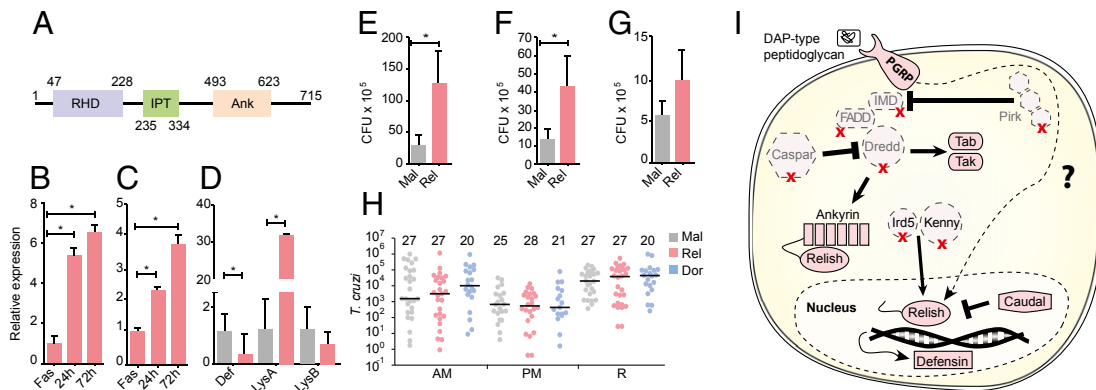 A
47 228 493 623
1 RHD IPT Ank 715
235 334
B
Relative expression
8
6
4
2
0
Fas 24h 72h
*
*
C
5
4
3
2
1
0
Fas 24h 72h
*
*
D
40
30
20
2
1
0
Def LysA LysB
*
*
E
CFU x 10⁵
200
150
100
50
0
Mal Rel
*
F
CFU x 10⁵
70
60
50
40
30
20
10
0
Mal Rel
*
G
CFU x 10⁵
15
10
5
0
Mal Rel
H
T. cruzi
27 27 20 25 28 21 27 27 20
10⁷
10⁶
10⁵
10⁴
10³
10²
10¹
10⁰
10⁻¹
0
AM PM R
Mal
Rel
Dor
I
DAP-type
peptidoglycan
PGRP
IMD
x
FADD
x
Pirk
x
Caspar
x
Dredd
x
Tab
Tak
?
Ankyrin
Relish
Ird5
x
Kenny
x
Nucleus
Relish
Caudal
Defensin